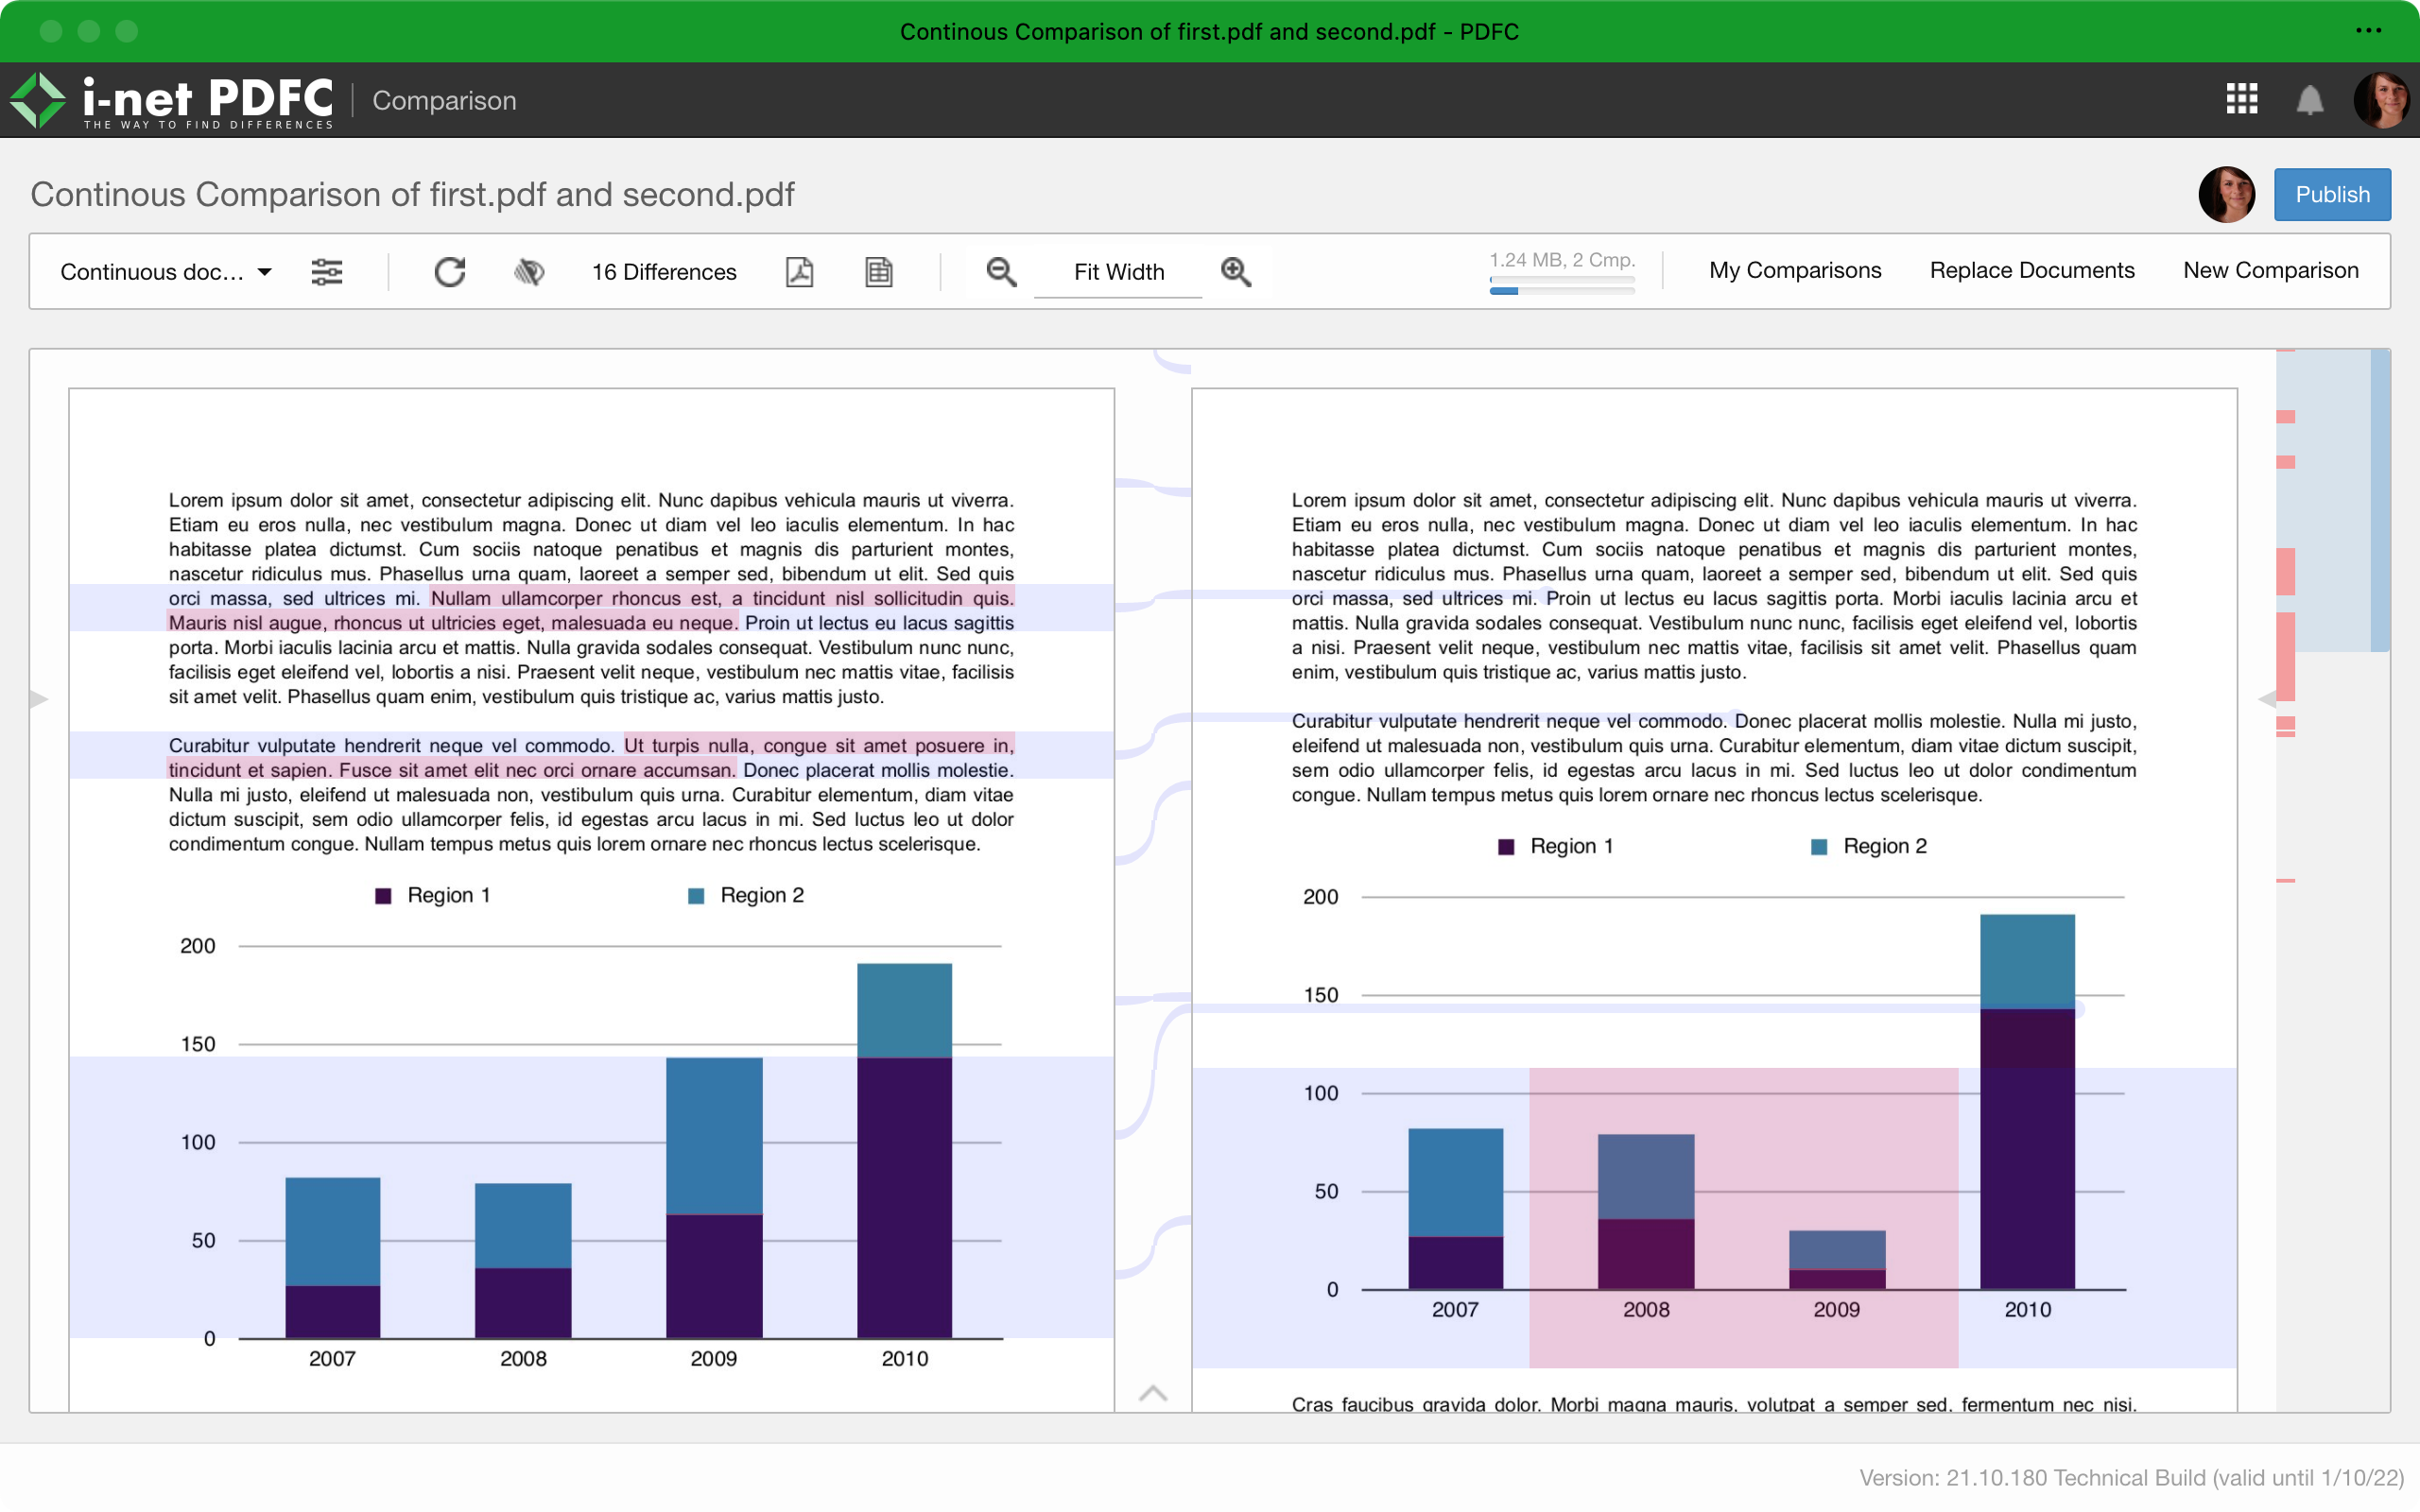 Continous Comparison of first.pdf and second.pdf - PDFC
i-net PDFC
THE WAY TO FIND DIFFERENCES
Comparison
Continous Comparison of first.pdf and second.pdf
Publish
Continuous doc...
16 Differences
Fit Width
1.24 MB, 2 Cmp.
My Comparisons
Replace Documents
New Comparison
Lorem ipsum dolor sit amet, consectetur adipiscing elit. Nunc dapibus vehicula mauris ut viverra.
Etiam eu eros nulla, nec vestibulum magna. Donec ut diam vel leo iaculis elementum. In hac
habitasse platea dictumst. Cum sociis natoque penatibus et magnis dis parturient montes,
nascetur ridiculus mus. Phasellus urna quam, laoreet a semper sed, bibendum ut elit. Sed quis
orci massa, sed ultrices mi. Nullam ullamcorper rhoncus est, a tincidunt nisl sollicitudin quis.
Mauris nisl augue, rhoncus ut ultricies eget, malesuada eu neque. Proin ut lectus eu lacus sagittis
porta. Morbi iaculis lacinia arcu et mattis. Nulla gravida sodales consequat. Vestibulum nunc nunc,
facilisis eget eleifend vel, lobortis a nisi. Praesent velit neque, vestibulum nec mattis vitae, facilisis
sit amet velit. Phasellus quam enim, vestibulum quis tristique ac, varius mattis justo.
Curabitur vulputate hendrerit neque vel commodo. Ut turpis nulla, congue sit amet posuere in,
tincidunt et sapien. Fusce sit amet elit nec orci ornare accumsan. Donec placerat mollis molestie.
Nulla mi justo, eleifend ut malesuada non, vestibulum quis urna. Curabitur elementum, diam vitae
dictum suscipit, sem odio ullamcorper felis, id egestas arcu lacus in mi. Sed luctus leo ut dolor
condimentum congue. Nullam tempus metus quis lorem ornare nec rhoncus lectus scelerisque.
Region 1
Region 2
200
150
100
50
0
2007
2008
2009
2010
Lorem ipsum dolor sit amet, consectetur adipiscing elit. Nunc dapibus vehicula mauris ut viverra.
Etiam eu eros nulla, nec vestibulum magna. Donec ut diam vel leo iaculis elementum. In hac
habitasse platea dictumst. Cum sociis natoque penatibus et magnis dis parturient montes,
nascetur ridiculus mus. Phasellus urna quam, laoreet a semper sed, bibendum ut elit. Sed quis
orci massa, sed ultrices mi. Proin ut lectus eu lacus sagittis porta. Morbi iaculis lacinia arcu et
mattis. Nulla gravida sodales consequat. Vestibulum nunc nunc, facilisis eget eleifend vel, lobortis
a nisi. Praesent velit neque, vestibulum nec mattis vitae, facilisis sit amet velit. Phasellus quam
enim, vestibulum quis tristique ac, varius mattis justo.
Curabitur vulputate hendrerit neque vel commodo. Donec placerat mollis molestie. Nulla mi justo,
eleifend ut malesuada non, vestibulum quis urna. Curabitur elementum, diam vitae dictum suscipit,
sem odio ullamcorper felis, id egestas arcu lacus in mi. Sed luctus leo ut dolor condimentum
congue. Nullam tempus metus quis lorem ornare nec rhoncus lectus scelerisque.
Region 1
Region 2
200
150
100
50
0
2007
2008
2009
2010
Cras faucibus gravida dolor. Morbi magna mauris, volutpat a semper sed, fermentum nec nisi.
Version: 21.10.180 Technical Build (valid until 1/10/22)